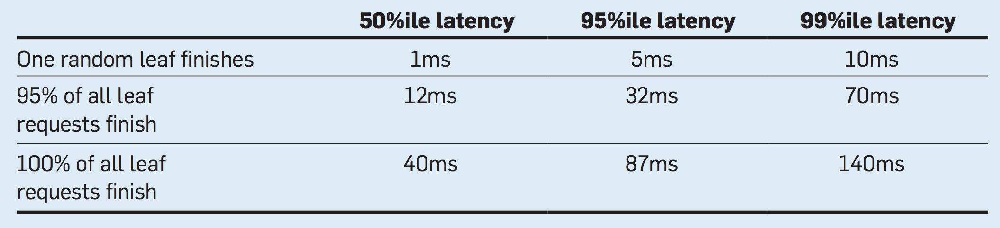 50%ile latency 95%ile latency 99%ile latency
One random leaf finishes 1ms 5ms 10ms
95% of all leaf 12ms 32ms 70ms
requests finish
100% of all leaf 40ms 87ms 140ms
requests finish